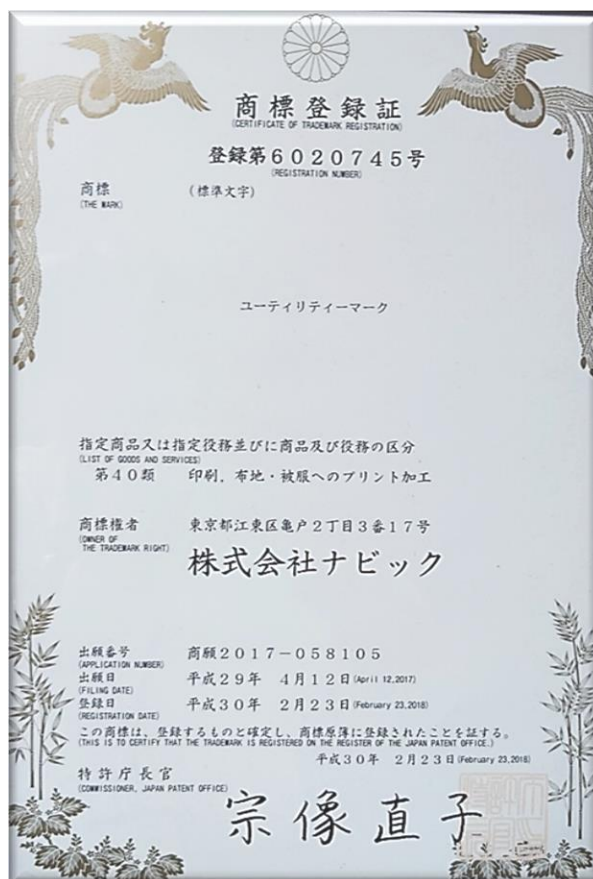 商標登録証
(CERTIFICATE OF TRADEMARK REGISTRATION)
登録第6020745号
(REGISTRATION NUMBER)
商標 (標準文字)
(THE MARK)
ユーティリティーマーク
指定商品又は指定役務並びに商品及び役務の区分
(LIST OF GOODS AND SERVICES)
第40類 印刷，布地・被服へのプリント加工
商標権者 東京都江東区亀戸2丁目3番17号
(OWNER OF
THE TRADEMARK RIGHT)
株式会社ナビック
出願番号 商願2017-058105
(APPLICATION NUMBER)
出願日 平成29年 4月12日(April 12,2017)
(FILING DATE)
登録日 平成30年 2月23日(February 23,2018)
(REGISTRATION DATE)
この商標は、登録するものと確定し、商標原簿に登録されたことを証する。
(THIS IS TO CERTIFY THAT THE TRADEMARK IS REGISTERED ON THE REGISTER OF THE JAPAN PATENT OFFICE.)
平成30年 2月23日(February 23,2018)
特許庁長官
(COMMISSIONER, JAPAN PATENT OFFICE)
宗像直子